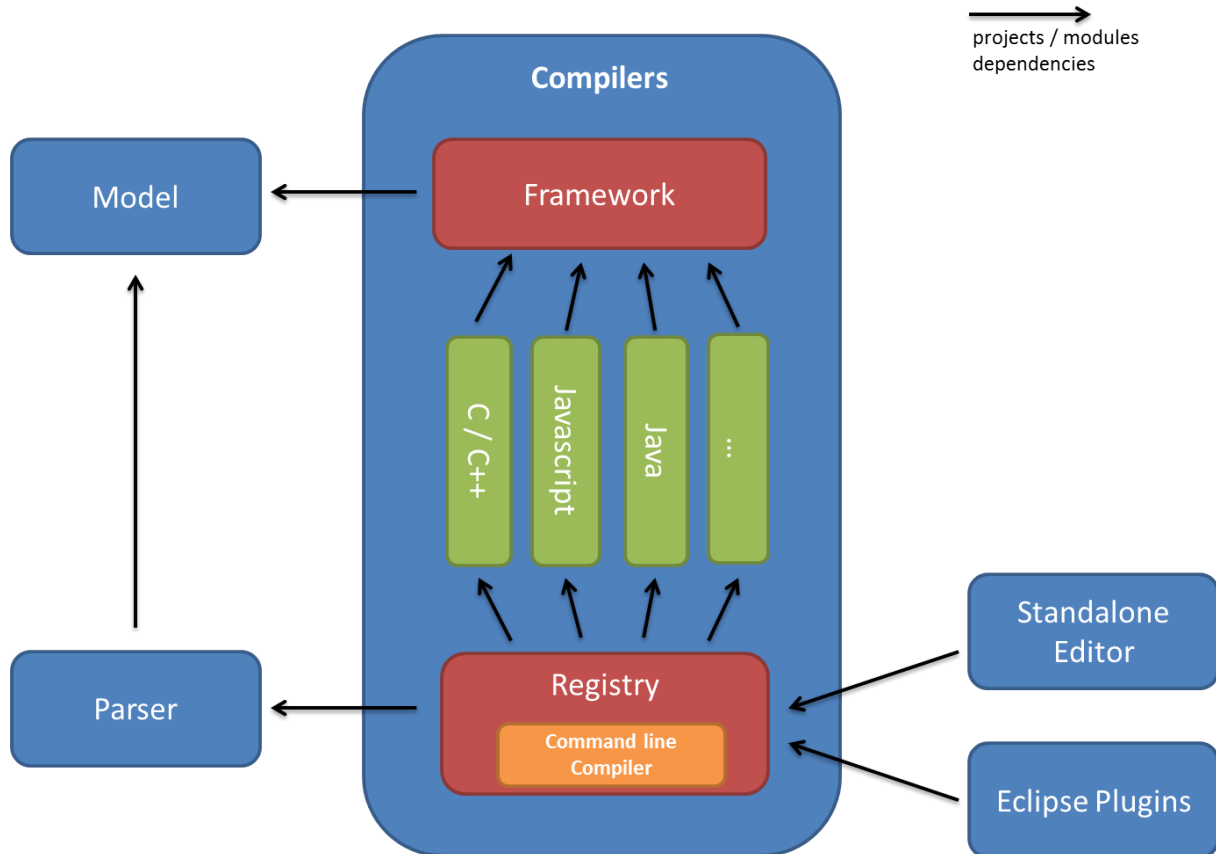 projects / modules
dependencies
Compilers
Model
Framework
C / C++
Javascript
Java
...
Standalone
Editor
Parser
Registry
Command line
Compiler
Eclipse Plugins